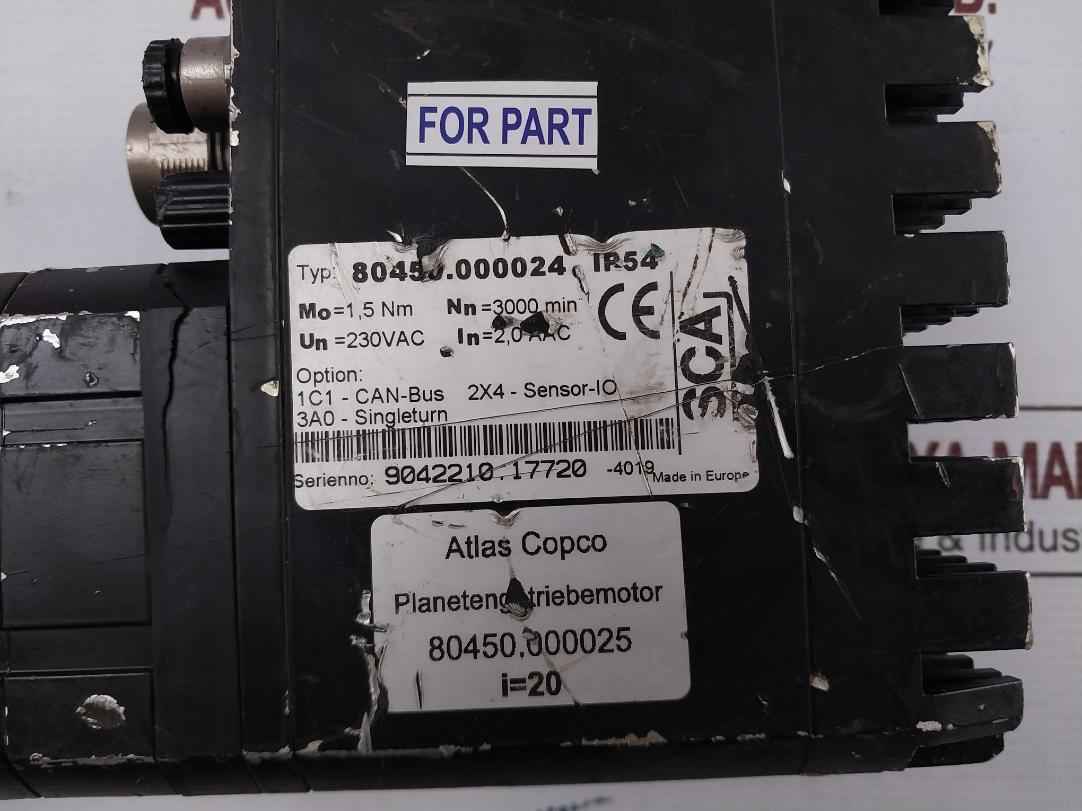 FOR PART
Typ: 80450.000024 IP54
Mo=1,5 Nm Nn=3000 min
Un =230VAC In=2,0 AAC
CE
SCA
Option:
1C1 - CAN-Bus 2X4 - Sensor-IO
3A0 - Singleturn
Serienno: 9042210.17720 -4019 Made in Europe
Atlas Copco
Planetengetriebemotor
80450.000025
i=20
& Indus